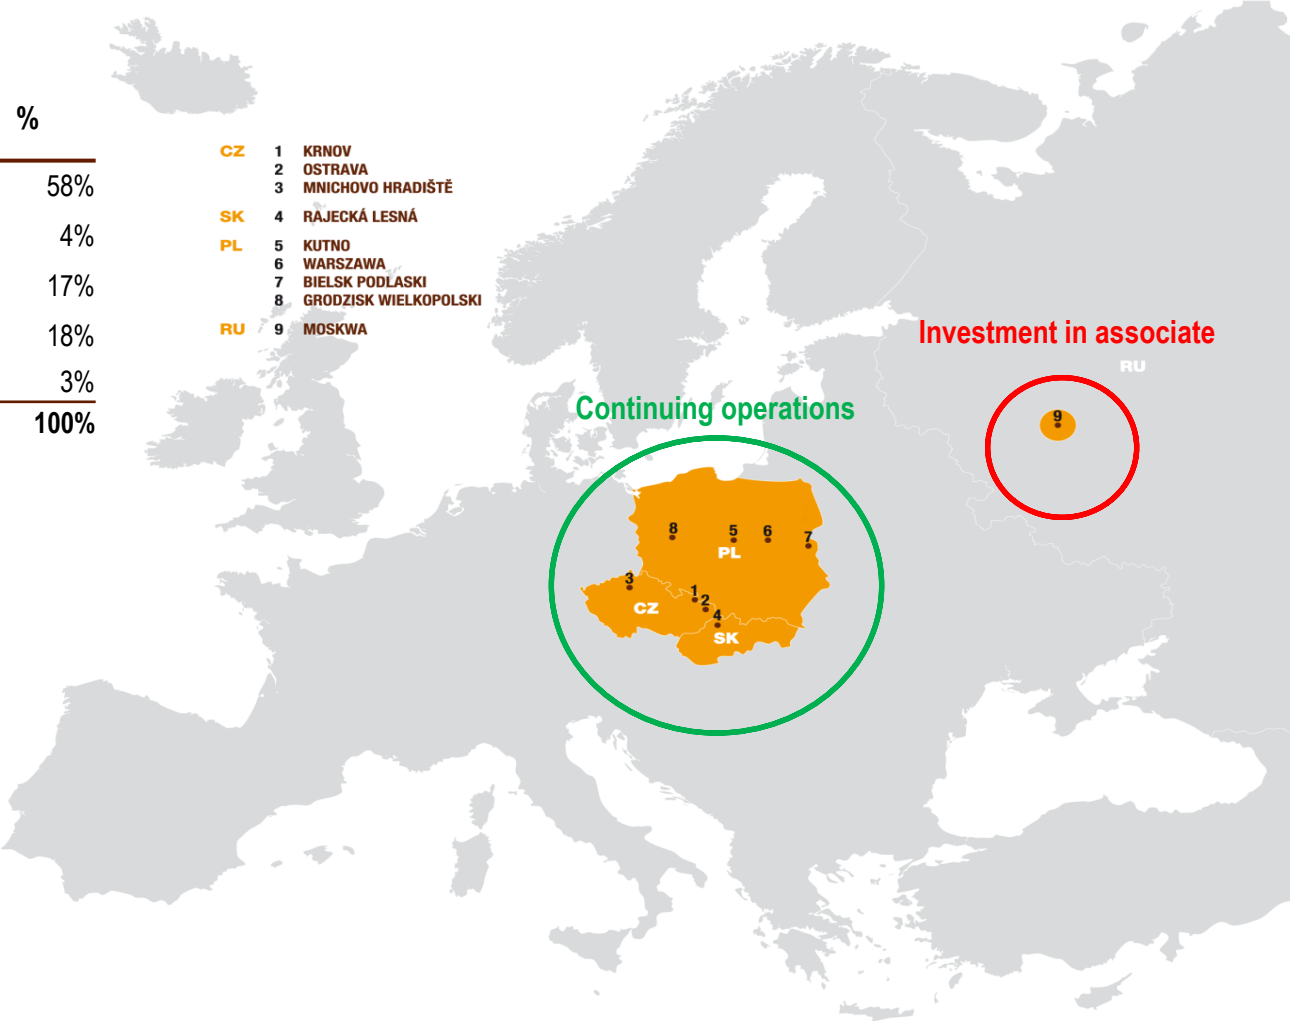 %
58%
4%
17%
18%
3%
100%
CZ 1 KRNOV
2 OSTRAVA
3 MNICHOVO HRADIŠTĚ
SK 4 RAJECKÁ LESNÁ
PL 5 KUTNO
6 WARSZAWA
7 BIELSK PODLASKI
8 GRODZISK WIELKOPOLSKI
RU 9 MOSKWA
Investment in associate
RU
9
Continuing operations
8 5 6 7
PL
3
1
2
CZ
4
SK